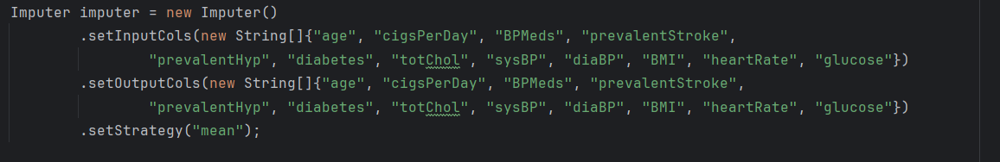 Imputer imputer = new Imputer()
.setInputCols(new String[]{"age", "cigsPerDay", "BPMeds", "prevalentStroke",
"prevalentHyp", "diabetes", "totChol", "sysBP", "diaBP", "BMI", "heartRate", "glucose"})
.setOutputCols(new String[]{"age", "cigsPerDay", "BPMeds", "prevalentStroke",
"prevalentHyp", "diabetes", "totChol", "sysBP", "diaBP", "BMI", "heartRate", "glucose"})
.setStrategy("mean");